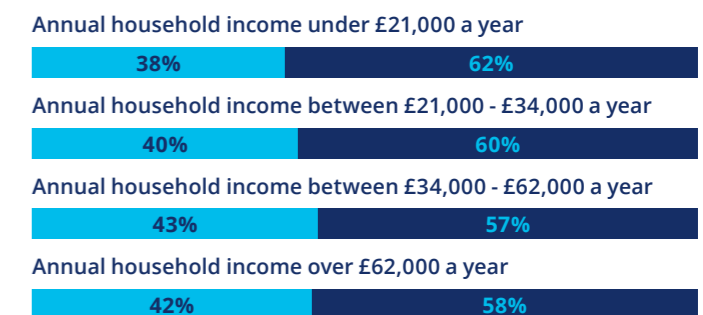 Annual household income under £21,000 a year
38% 62%
Annual household income between £21,000 - £34,000 a year
40% 60%
Annual household income between £34,000 - £62,000 a year
43% 57%
Annual household income over £62,000 a year
42% 58%